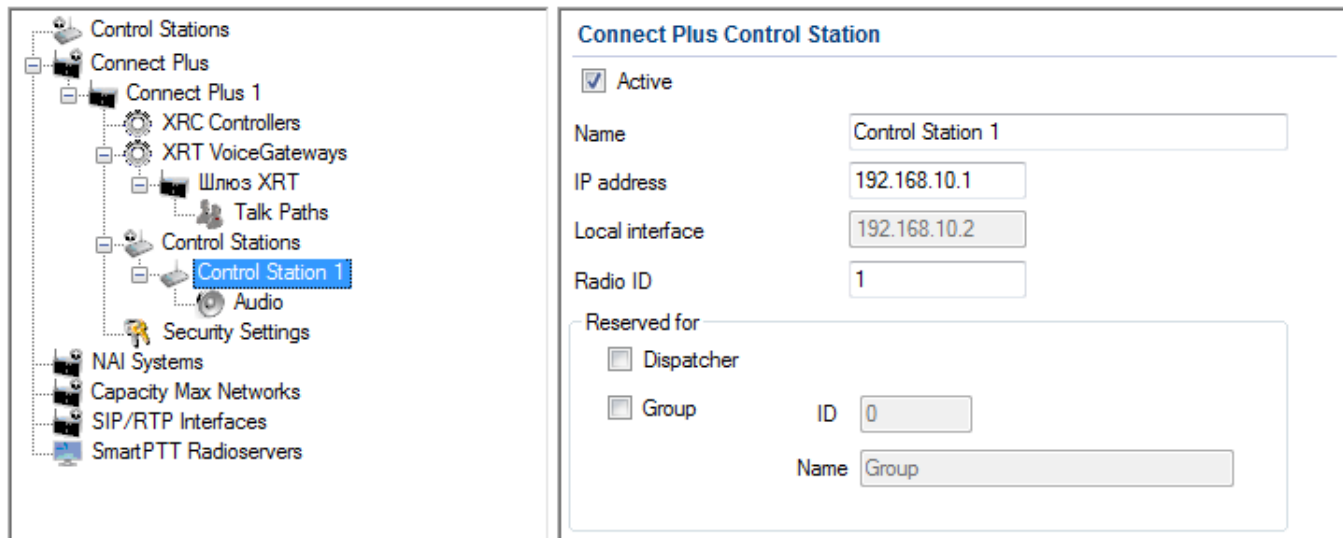 Control Stations
Connect Plus
Connect Plus 1
XRC Controllers
XRT VoiceGateways
Шлюз XRT
Talk Paths
Control Stations
Control Station 1
Audio
Security Settings
NAI Systems
Capacity Max Networks
SIP/RTP Interfaces
SmartPTT Radioservers
Connect Plus Control Station
Active
Name Control Station 1
IP address 192.168.10.1
Local interface 192.168.10.2
Radio ID 1
Reserved for
Dispatcher
Group ID 0
Name Group